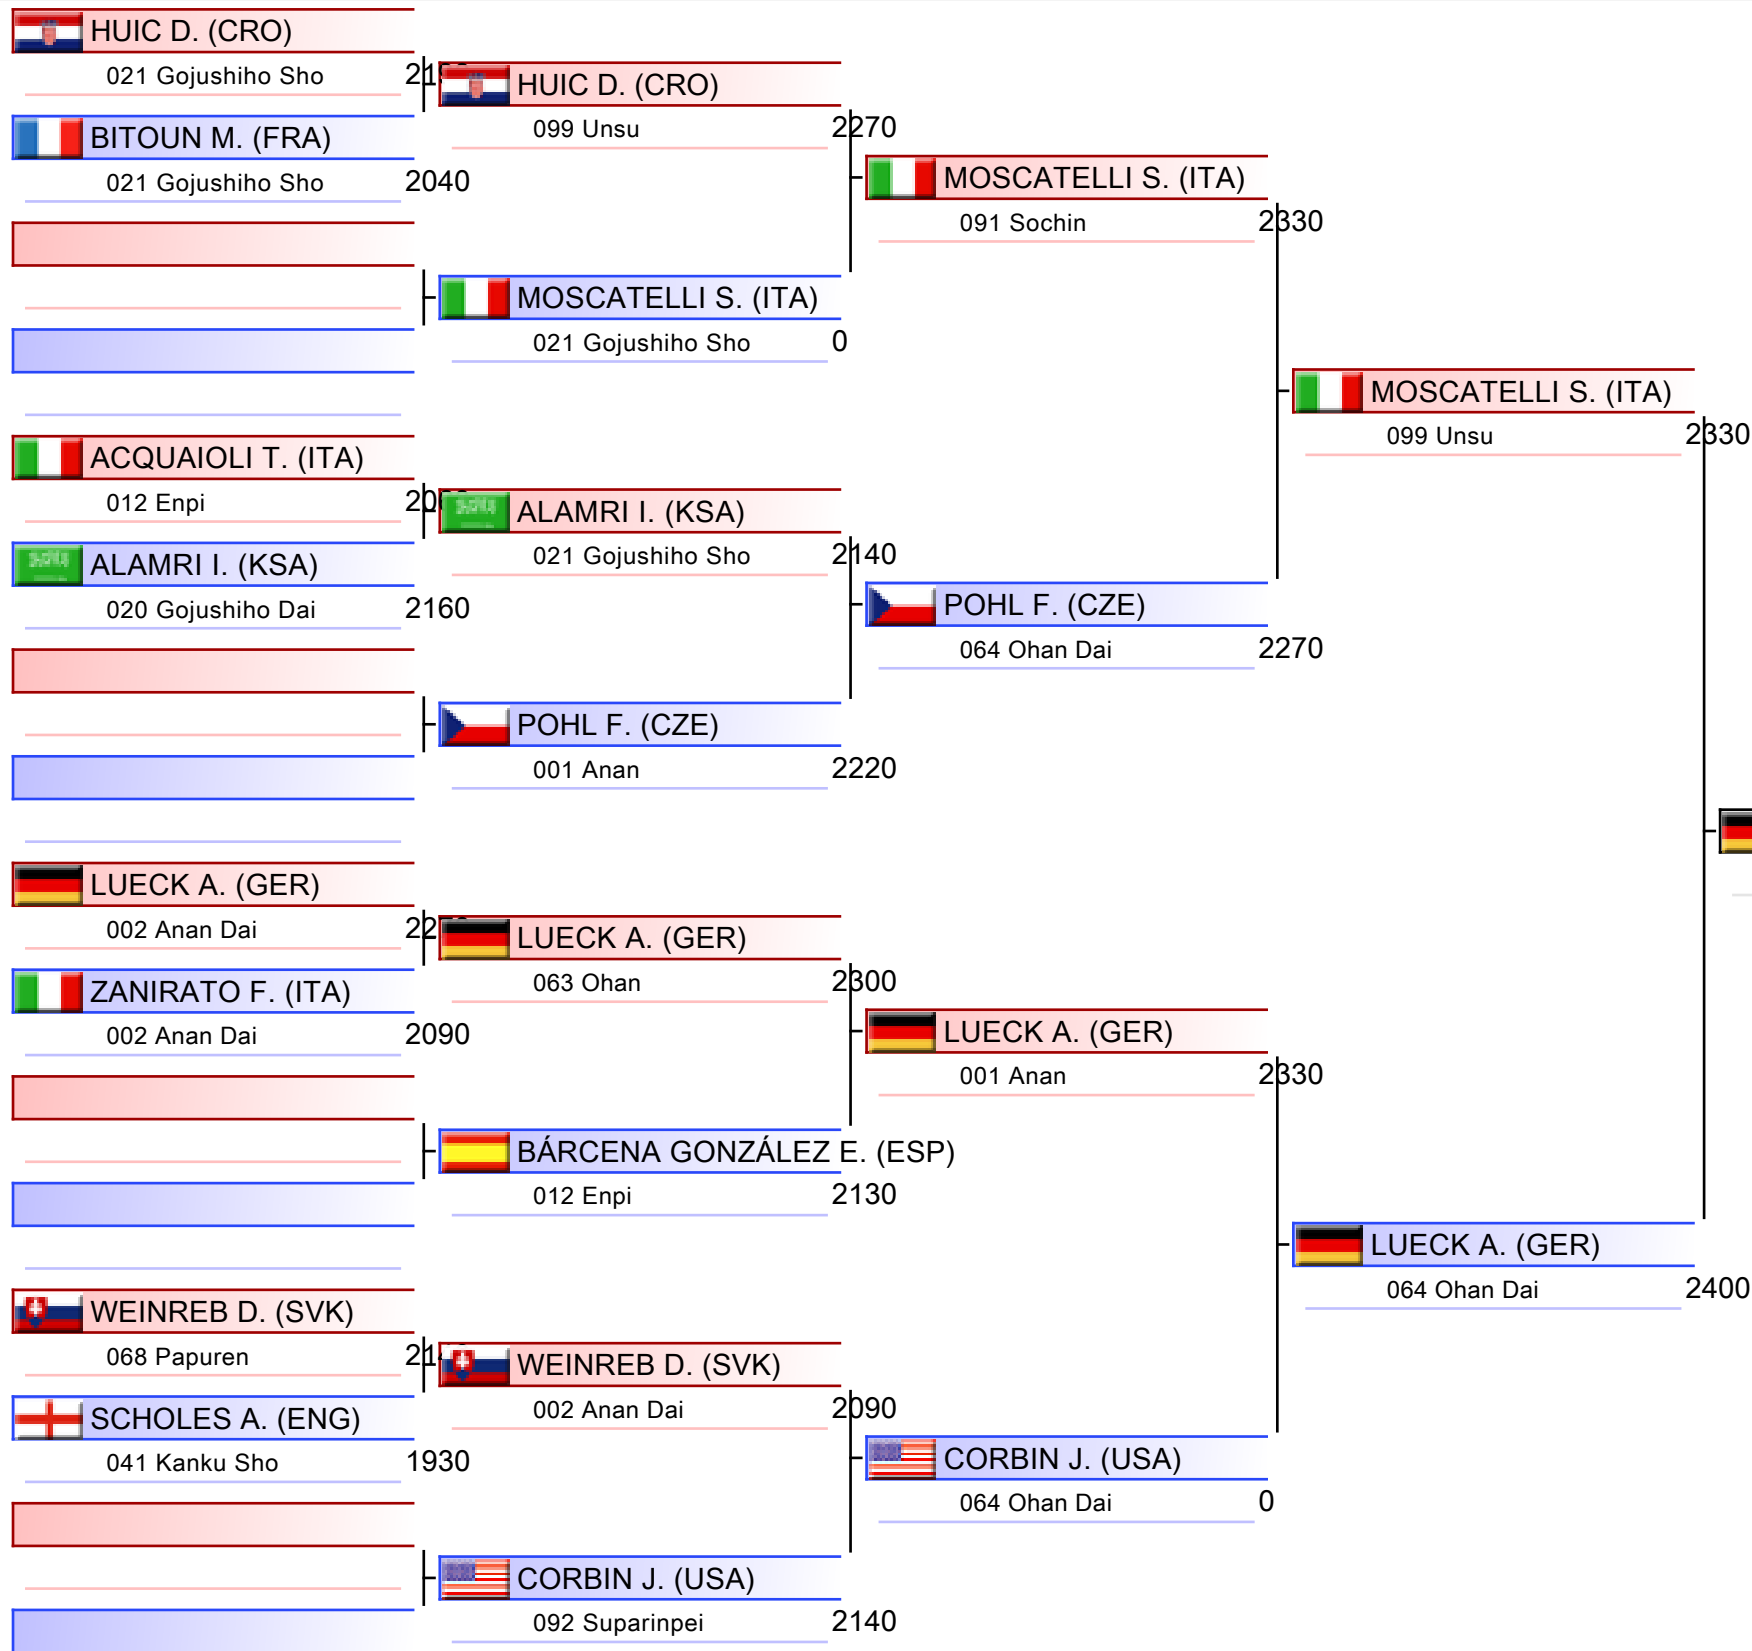 HUIC D. (CRO)
021 Gojushiho Sho
BITOUN M. (FRA)
021 Gojushiho Sho 2040
ACQUAIOLI T. (ITA)
012 Enpi
ALAMRI I. (KSA)
020 Gojushiho Dai 2160
LUECK A. (GER)
002 Anan Dai
ZANIRATO F. (ITA)
002 Anan Dai 2090
WEINREB D. (SVK)
068 Papuren
SCHOLES A. (ENG)
041 Kanku Sho 1930
HUIC D. (CRO)
099 Unsu 2270
MOSCATELLI S. (ITA)
021 Gojushiho Sho 0
ALAMRI I. (KSA)
021 Gojushiho Sho 2140
POHL F. (CZE)
001 Anan 2220
LUECK A. (GER)
063 Ohan 2300
BÁRCENA GONZÁLEZ E. (ESP)
012 Enpi 2130
WEINREB D. (SVK)
002 Anan Dai 2090
CORBIN J. (USA)
092 Suparinpei 2140
MOSCATELLI S. (ITA)
091 Sochin 2330
POHL F. (CZE)
064 Ohan Dai 2270
LUECK A. (GER)
001 Anan 2330
CORBIN J. (USA)
064 Ohan Dai 0
MOSCATELLI S. (ITA)
099 Unsu 2330
LUECK A. (GER)
064 Ohan Dai 2400